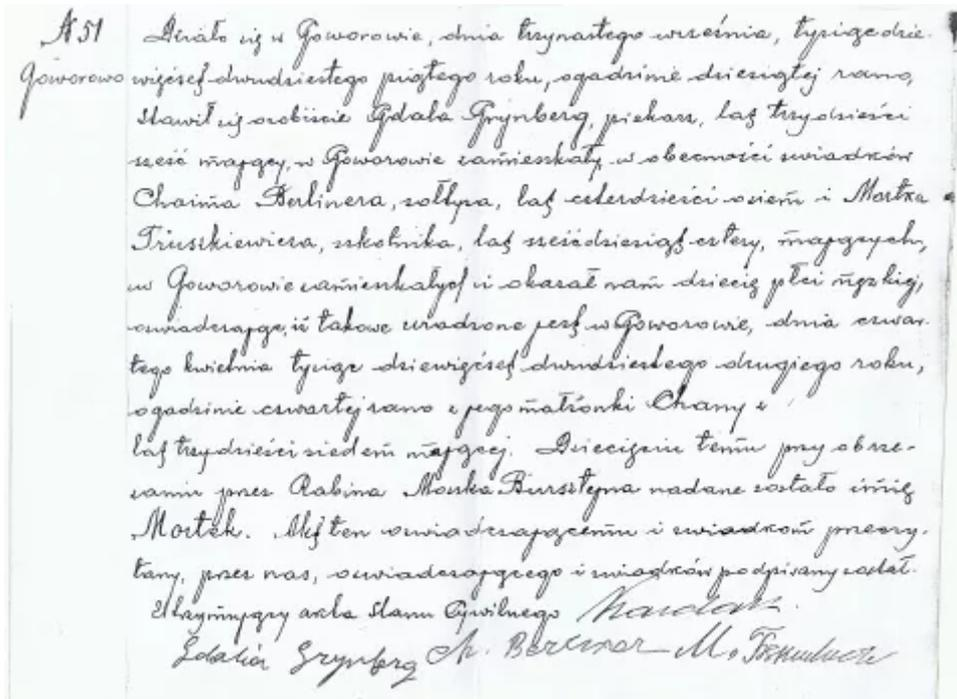 N 51
Goworowo
Działo się w Goworowie, dnia trzynastego września, tysiąc dzie-
więćset dwudziestego piątego roku, o godzinie dziesiątej rano,
stawił się osobiście Gdala Grynberg, piekarz, lat trzydzieści
sześć mający, w Goworowie zamieszkały, w obecności świadków
Chaima Berlinera, sołtysa, lat czterdzieści osiem i Mortka
Truszkiewicza, szkolnika, lat sześćdziesiąt cztery, mających,
w Goworowie zamieszkałych i okazał nam dziecię płci męzkiej,
oświadczając, iż takowe urodzone jest w Goworowie, dnia czwar-
tego kwietnia tysiąc dziewięćset dwudziestego drugiego roku,
o godzinie czwartej rano z jego małżonki Chany z
lat trzydzieści siedem mającej. Dziecięciu temu przy obrze-
zaniu przez Rabina Moszka Bursztejna nadane zostało imię
Mortek. Akt ten oświadczającemu i świadkom przeczy-
tany, przez nas, oświadczającego i świadków podpisany został.
Utrzymujący akta stanu Cywilnego
Gdalia Grynberg Ch. Berliner M.